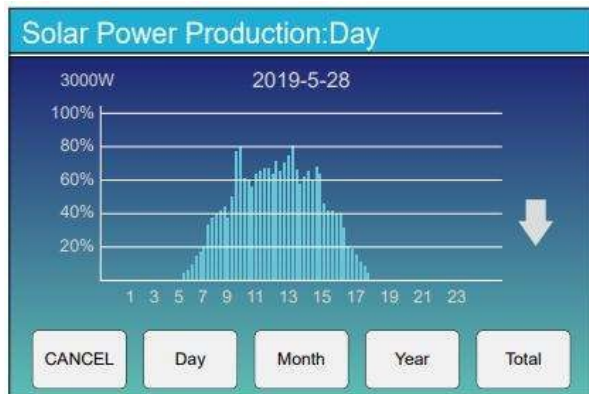 Solar Power Production:Day
3000W 2019-5-28
100%
80%
60%
40%
20%
1 3 5 7 9 11 13 15 17 19 21 23
CANCEL Day Month Year Total